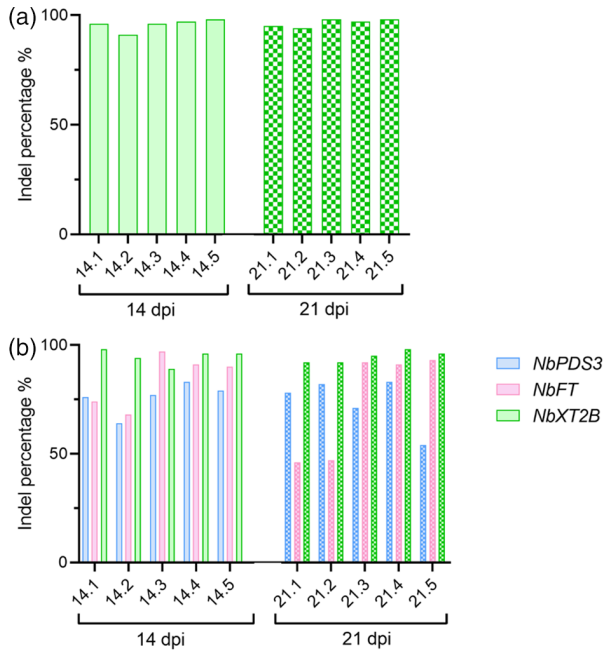 (a)
Indel percentage %
100
50
0
14.1 14.2 14.3 14.4 14.5 21.1 21.2 21.3 21.4 21.5
14 dpi 21 dpi
(b)
Indel percentage %
100
50
0
14.1 14.2 14.3 14.4 14.5 21.1 21.2 21.3 21.4 21.5
14 dpi 21 dpi
NbPDS3
NbFT
NbXT2B